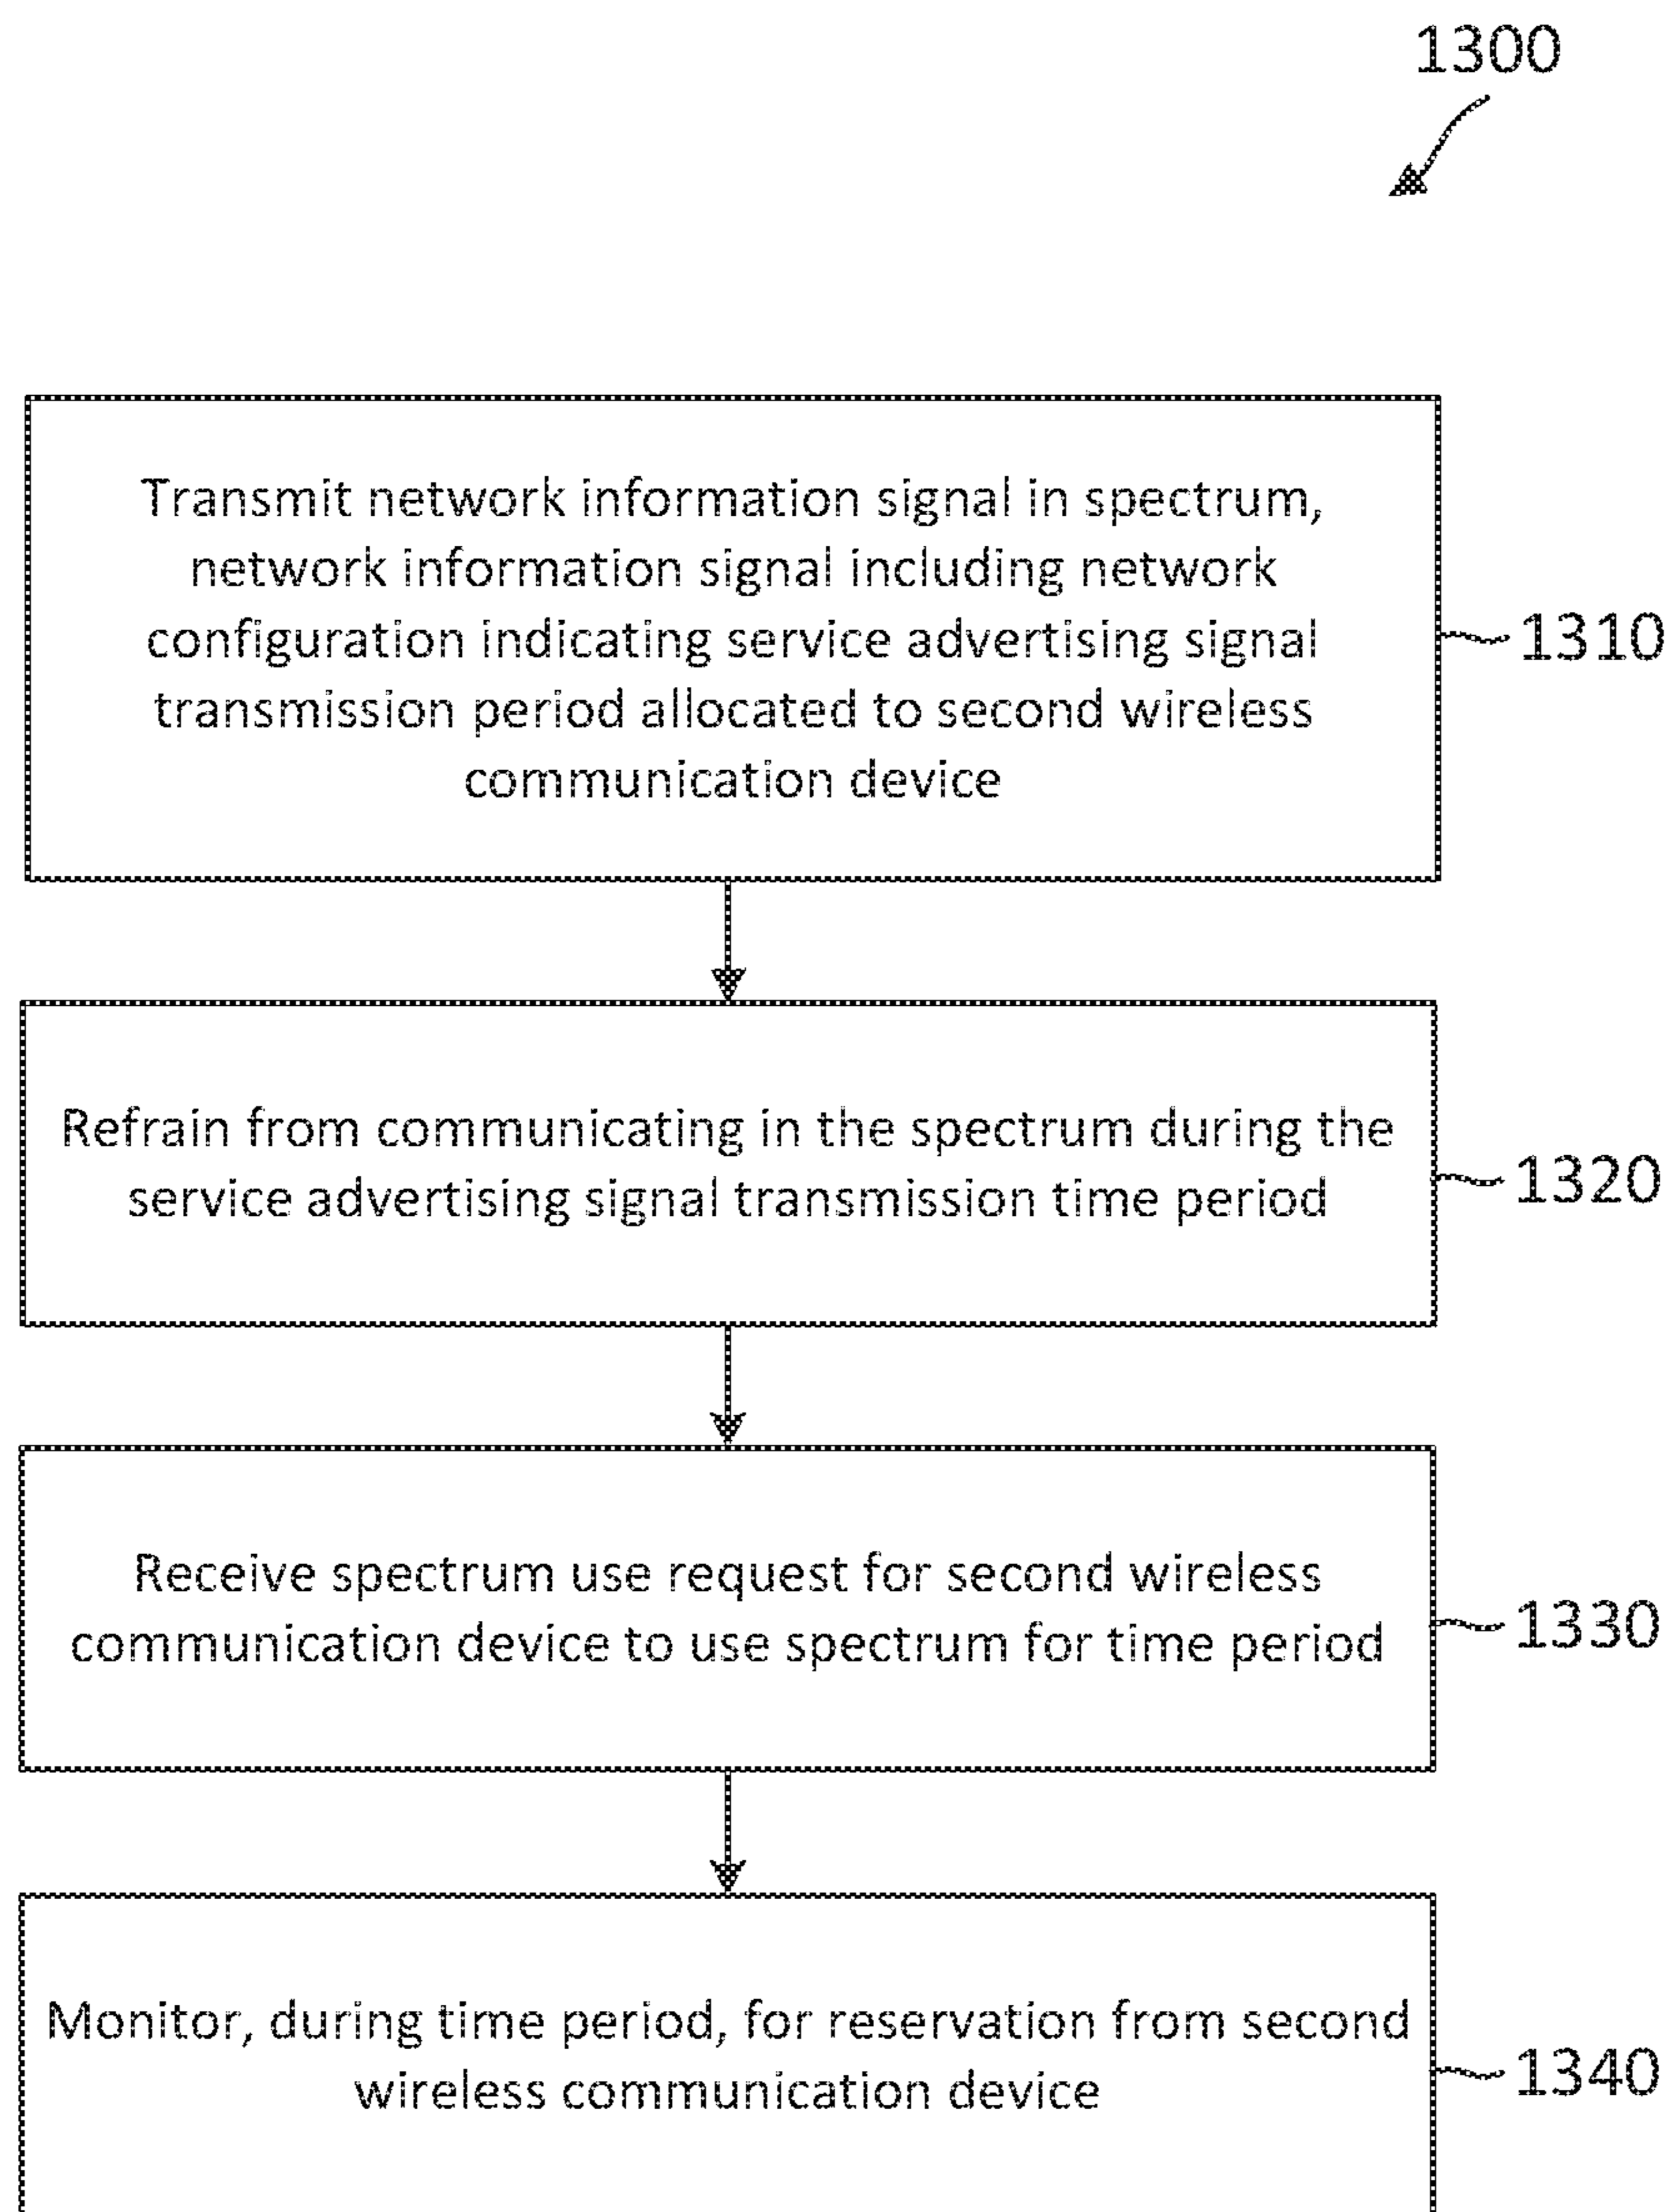 1300
Transmit network information signal in spectrum,
network information signal including network
configuration indicating service advertising signal
transmission period allocated to second wireless
communication device
1310
Refrain from communicating in the spectrum during the
service advertising signal transmission time period
1320
Receive spectrum use request for second wireless
communication device to use spectrum for time period
1330
Monitor, during time period, for reservation from second
wireless communication device
1340